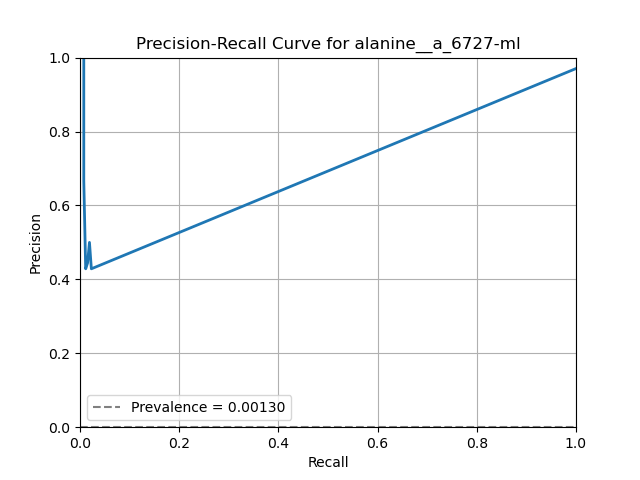 Precision-Recall Curve for alanine__a_6727-ml
1.0
0.8
0.6
0.4
0.2
0.0
Precision
Prevalence = 0.00130
0.0 0.2 0.4 0.6 0.8 1.0
Recall